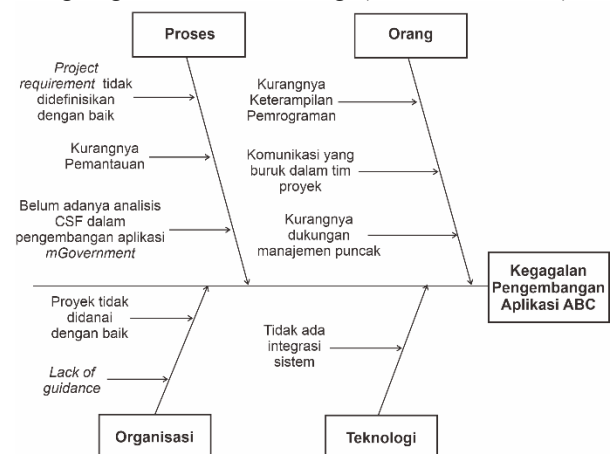 Proses
Orang
Project
requirement tidak
didefinisikan
dengan baik
Kurangnya
Pemantauan
Belum adanya analisis
CSF dalam
pengembangan aplikasi
mGovernment
Kurangnya
Keterampilan
Pemrograman
Komunikasi yang
buruk dalam tim
proyek
Kurangnya
dukungan
manajemen puncak
Kegagalan
Pengembangan
Aplikasi ABC
Proyek tidak
didanai
dengan baik
Lack of
guidance
Tidak ada
integrasi
sistem
Organisasi
Teknologi